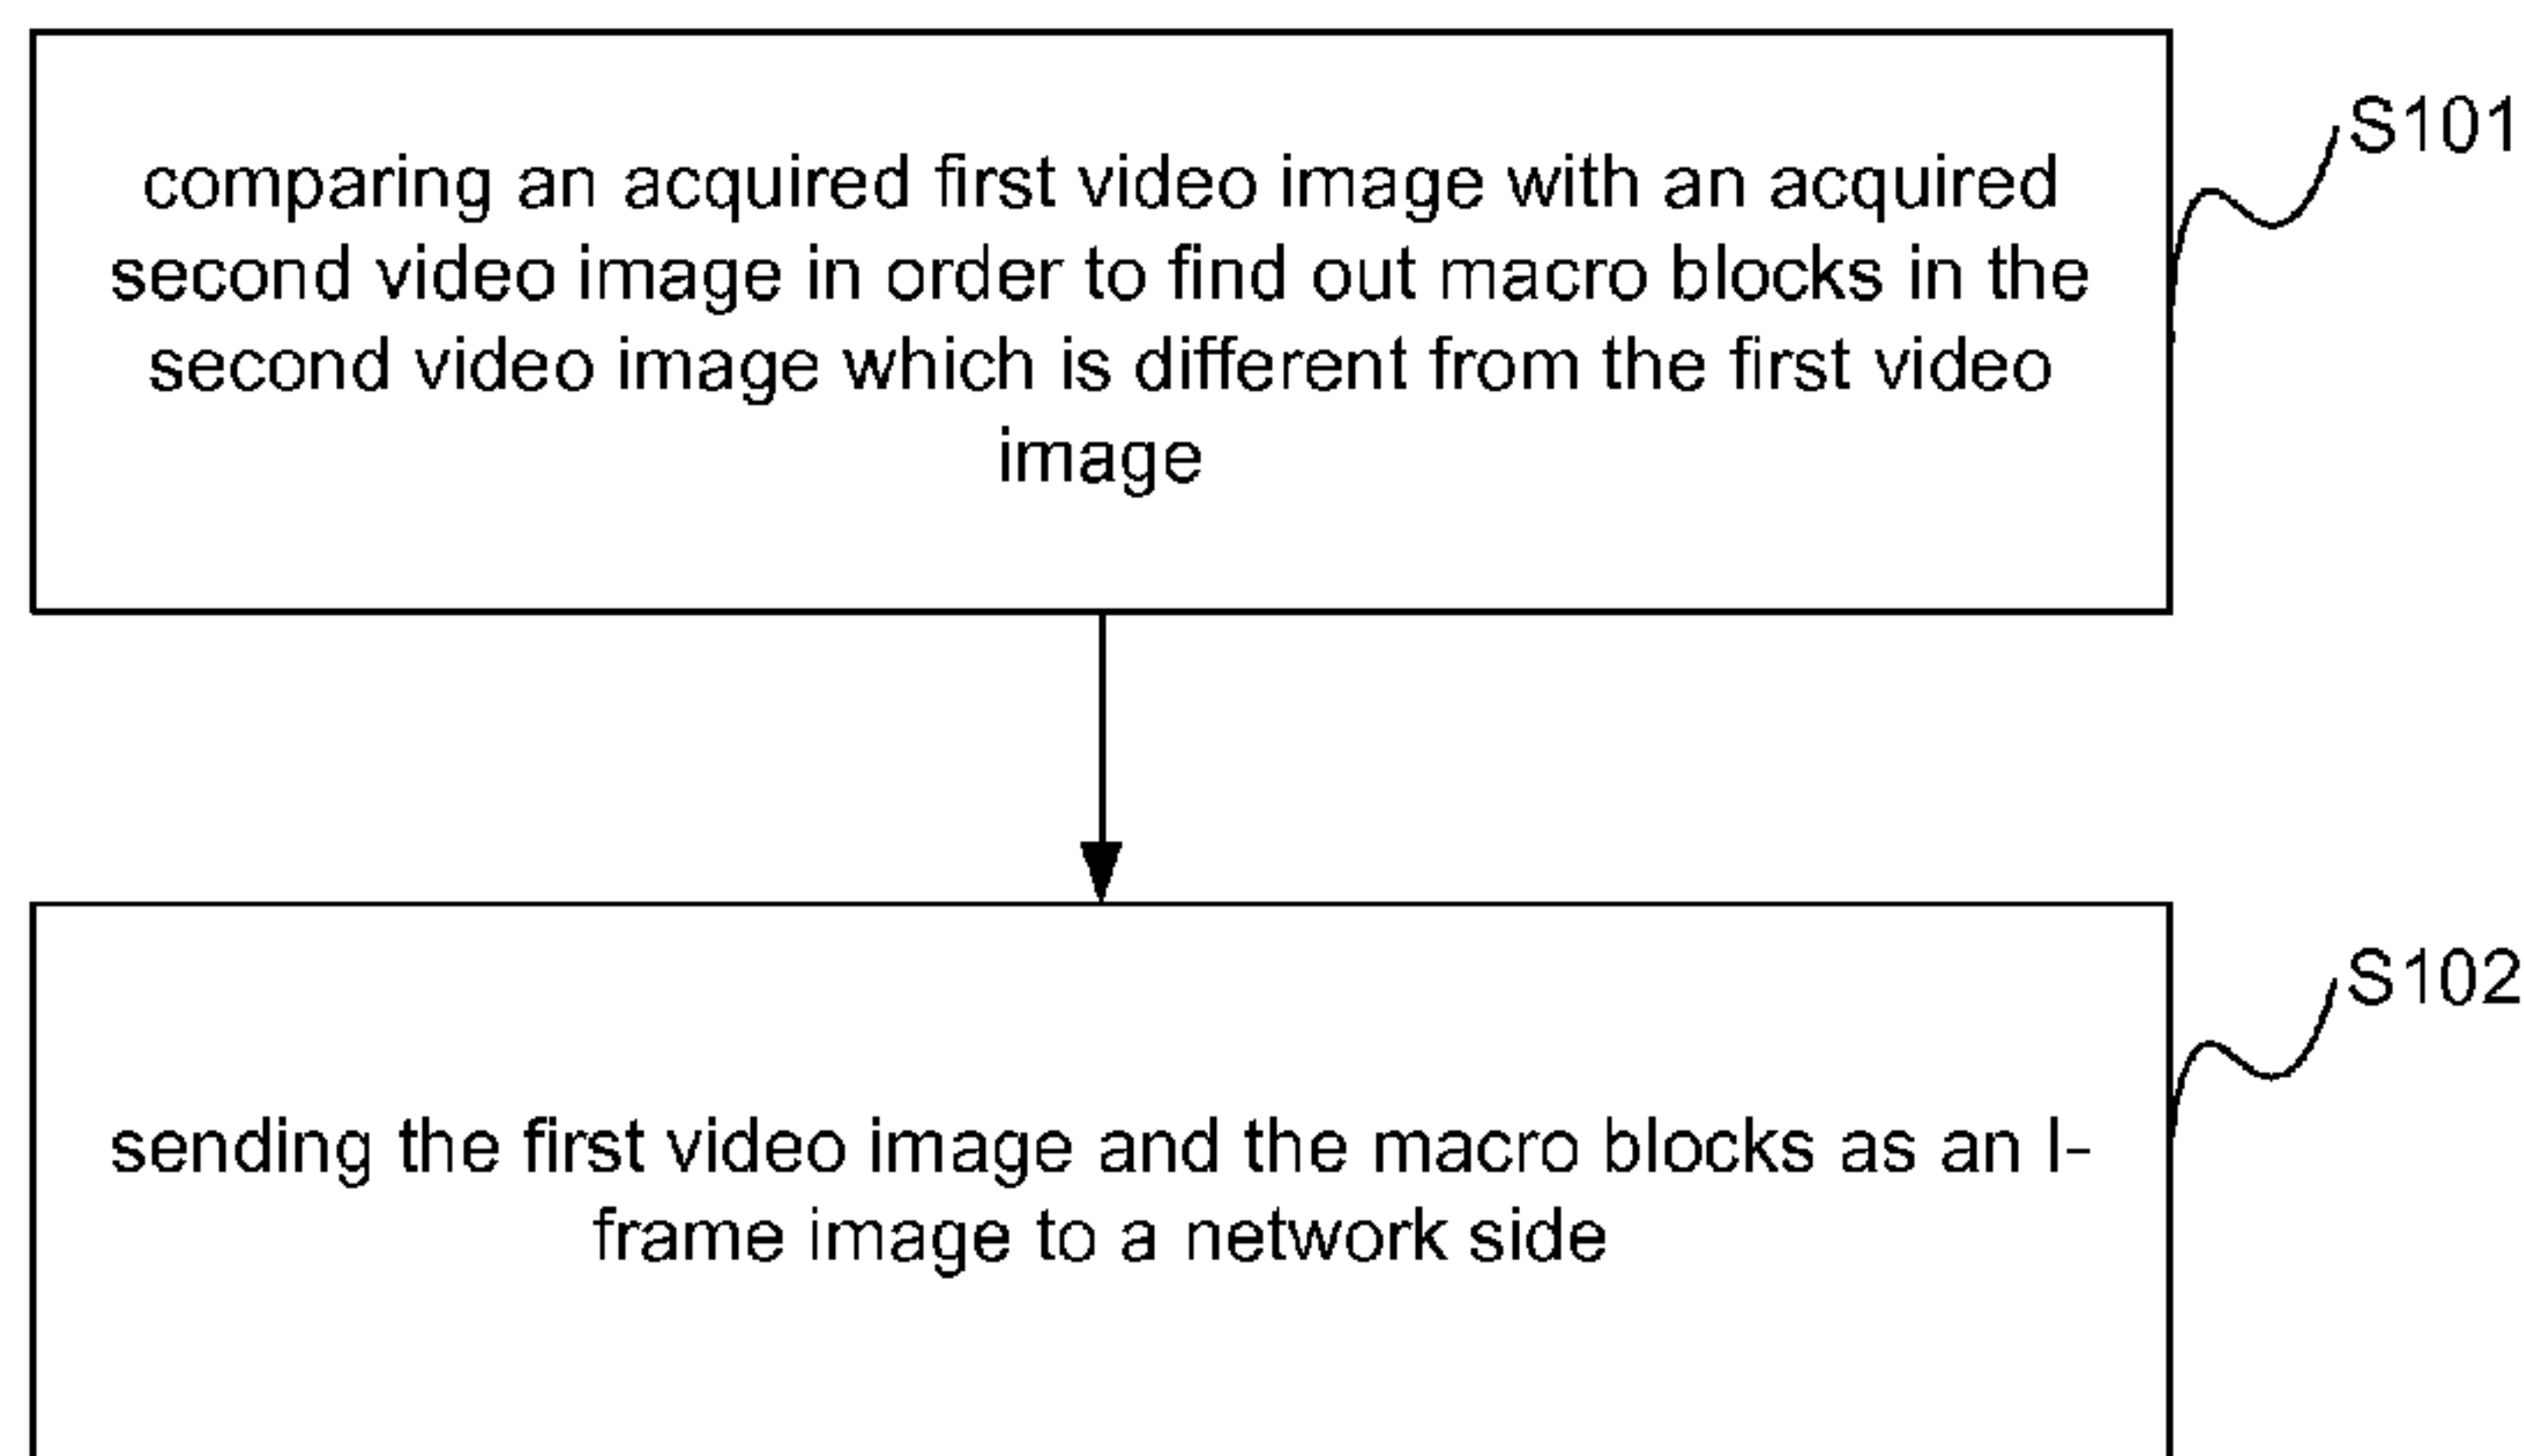 comparing an acquired first video image with an acquired
second video image in order to find out macro blocks in the
second video image which is different from the first video
image
S101
sending the first video image and the macro blocks as an I-
frame image to a network side
S102